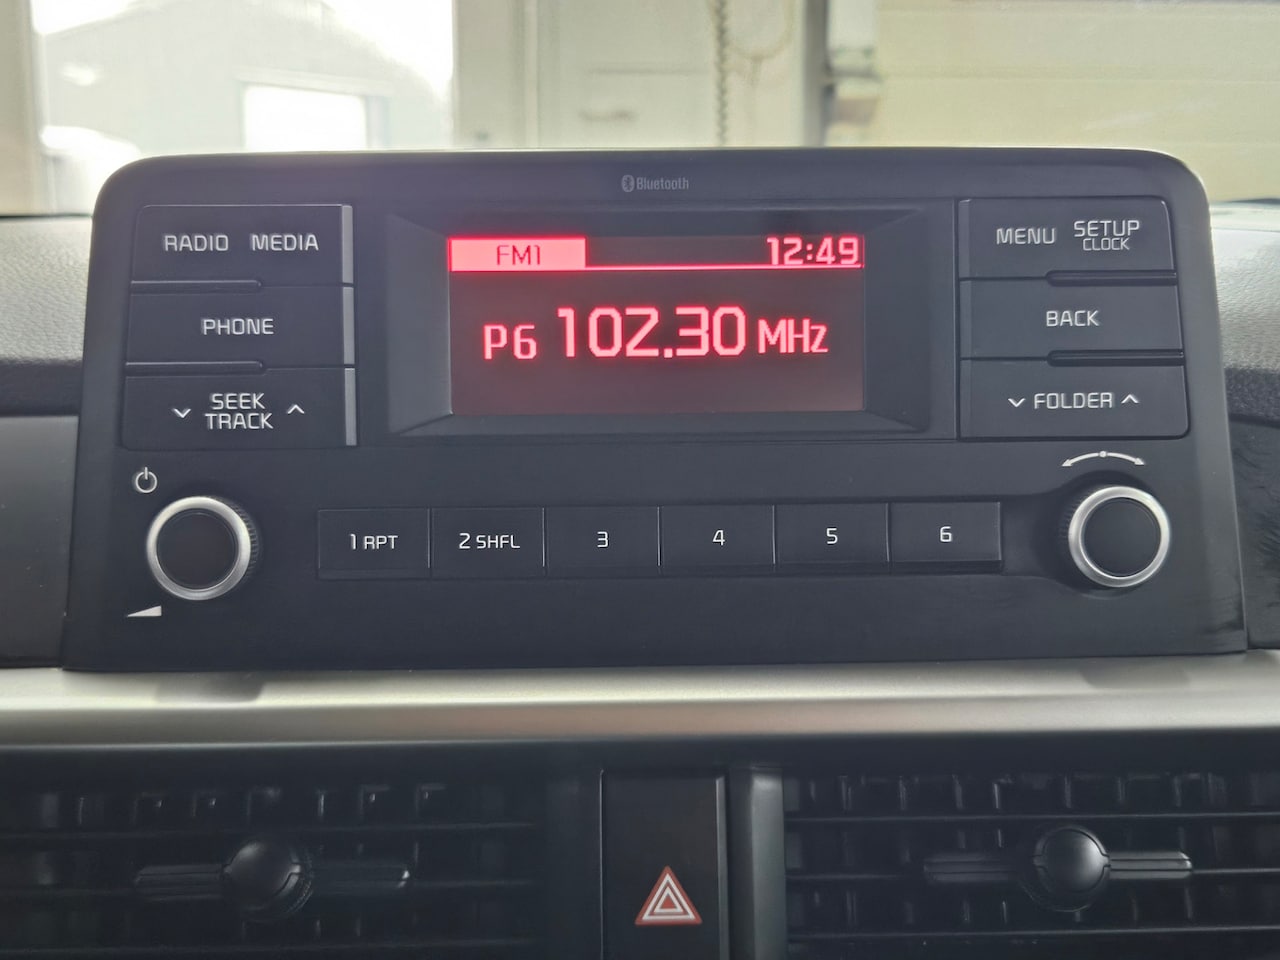 Bluetooth
RADIO MEDIA
FM1 12:49
MENU SETUP
CLOCK
PHONE
P6 102.30 MHz
BACK
SEEK
TRACK
FOLDER
1 RPT 2 SHFL 3 4 5 6